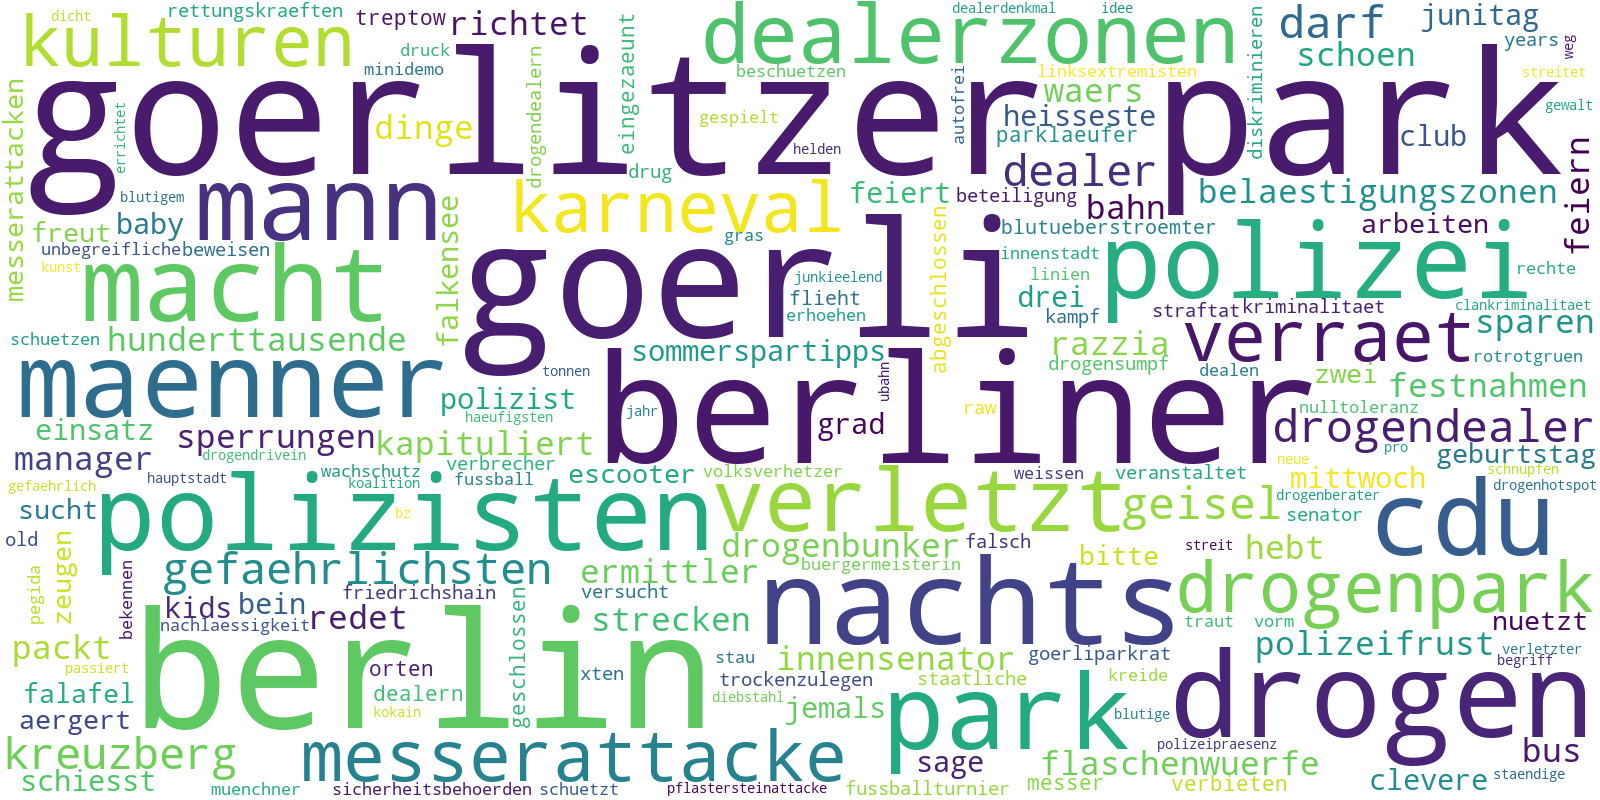 dicht
rettungskraeften
treptow
richtet
dealerdenkmal
idee
darf
junitag
kulturen
dealerzonen
druck
minidemo
drogendealern
eingezaeunt
beschuetzen
linksextremisten
schoen
years
weg
streitet
messerattacken
goerlitzer park
errichtet
dinge
gespielt
autofrei
waers
heisseste
parklaeufer
diskriminieren
club
gewalt
helden
drug
dealer
feiern
blutigem
mann
karneval
feiert
beteiligung
bahn
belaestigungszonen
baby
freut
falkensee
gras
abgeschlossen
blutueberstroemter
arbeiten
unbegreifliche
beweisen
kunst
macht
goerli
junkieelend
innenstadt
linien
polizei
rechte
flieht
erhoehen
drei
kampf
straftat
kriminalitaet
clankriminalitaet
schuetzen
hunderttausende
sommerspartipps
razzia
drogensumpf
verraet
sparen
rotrotgruen
maenner
tonnen
ubahn
berliner
dealen
zwei
festnahmen
polizist
haeufigsten
jahr
grad
raw
nulltoleranz
einsatz
sperrungen
kapituliert
drogendealer
pro
manager
drogendrivein
wachschutz
verbrecher
escooter
volksverhetzer
weissen
veranstaltet
neue
mittwoch
geburtstag
schnupfen
gefaehrlich
hauptstadt
koalition
fussball
drogenberater
drogenhotspot
sucht
polizisten
bz
verletzt
geisel
senator
cdu
old
zeugen
drogenbunker
falsch
bitte
streit
hebt
pegida
bekennen
gefaehrlichsten
ermittler
buergermeisterin
nachts
drogenpark
friedrichshain
versucht
kids
bein
nachlaessigkeit
redet
geschlossen
strecken
traut
vorm
nuetzt
packt
passiert
berlin
orten
xten
stau
innensenator
goerliparkrat
polizeifrust
verletzter
begriff
falafel
dealern
kokain
trockenzulegen
staatliche
kreide
diebstahl
jemals
park
blutige
drogen
aergert
kreuzberg
messerattacke
sage
polizeipraesenz
bus
flaschenwuerfe
schiesst
muenchner
sicherheitsbehoerden
schuetzt
pflastersteinattacke
fussballturnier
messer
verbieten
clevere
staendige